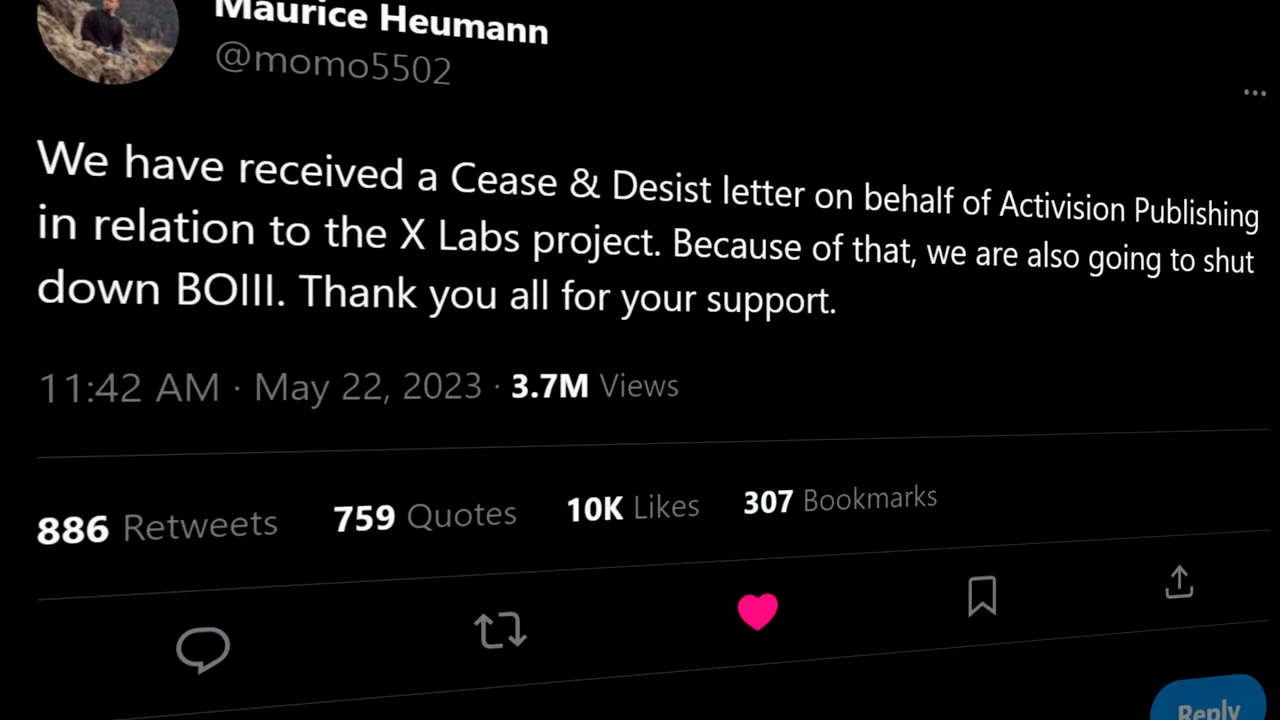 Maurice Heumann
@momo5502
We have received a Cease & Desist letter on behalf of Activision Publishing
in relation to the X Labs project. Because of that, we are also going to shut
down BOIII. Thank you all for your support.
11:42 AM · May 22, 2023 · 3.7M Views
886 Retweets 759 Quotes 10K Likes 307 Bookmarks
Reply